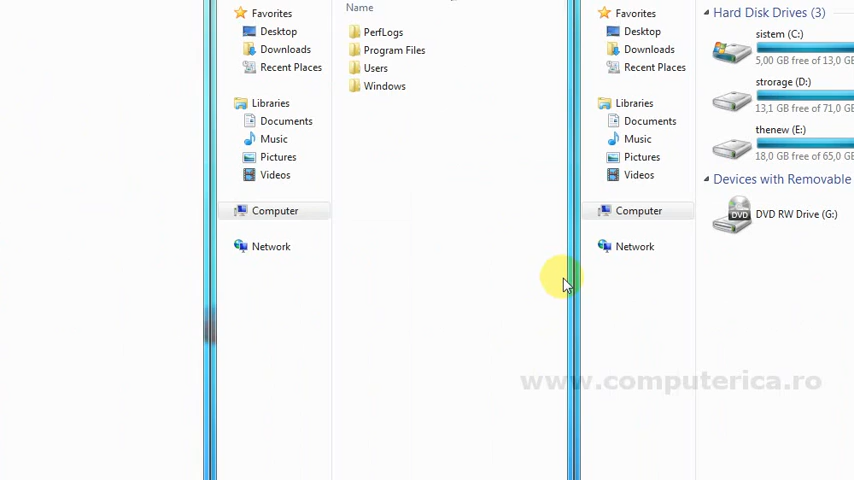 Favorites
Desktop
Downloads
Recent Places
Libraries
Documents
Music
Pictures
Videos
Computer
Network
Name
PerfLogs
Program Files
Users
Windows
Favorites
Desktop
Downloads
Recent Places
Libraries
Documents
Music
Pictures
Videos
Computer
Network
Hard Disk Drives (3)
sistem (C:)
5,00 GB free of 13,0 GB
strorage (D:)
13,1 GB free of 71,0 GB
thenew (E:)
18,0 GB free of 65,0 GB
Devices with Removable
DVD
DVD RW Drive (G:)
www.computerica.ro